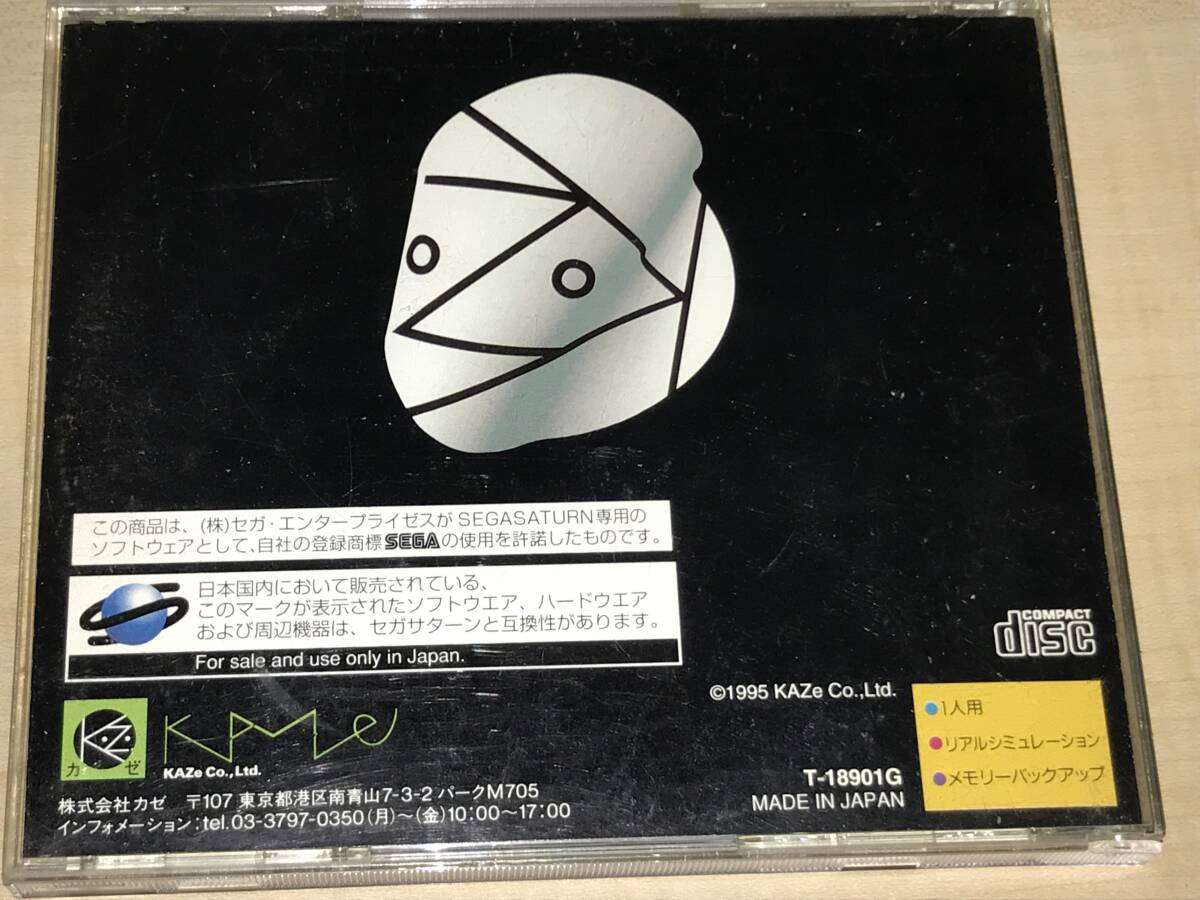 この商品は、(株)セガ・エンタープライゼスが SEGASATURN専用の
ソフトウェアとして、自社の登録商標SEGAの使用を許諾したものです。
日本国内において販売されている、
このマークが表示されたソフトウエア、ハードウエア
および周辺機器は、セガサターンと互換性があります。
For sale and use only in Japan.
COMPACT
disc
©1995 KAZe Co.,Ltd.
1人用
リアルシミュレーション
メモリーバックアップ
KAZe
カ ゼ
KAZe
KAZe Co.,Ltd.
T-18901G
MADE IN JAPAN
株式会社カゼ 〒107 東京都港区南青山7-3-2 パークM705
インフォメーション:tel.03-3797-0350(月)〜(金)10:00〜17:00